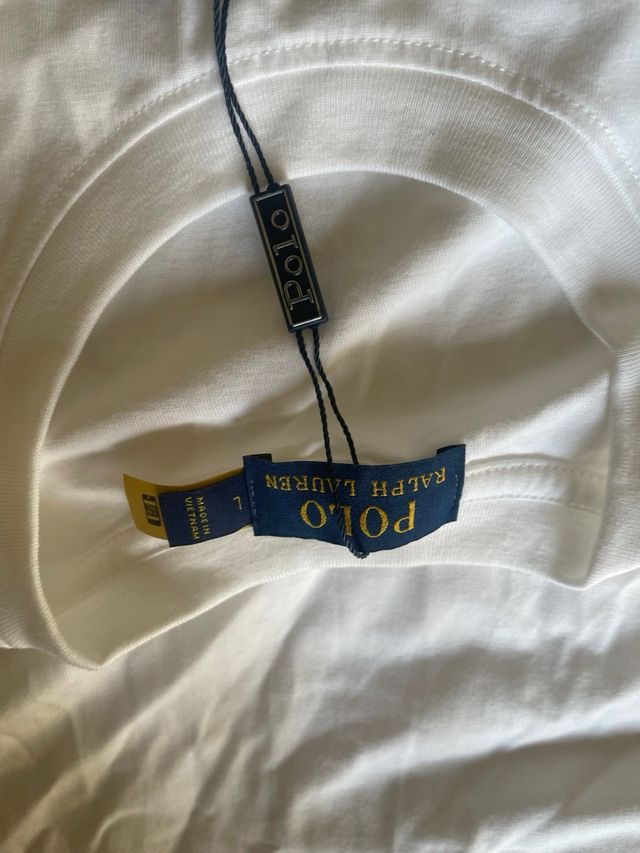 Polo
POLO
RALPH LAUREN
L
MADE IN
VIETNAM